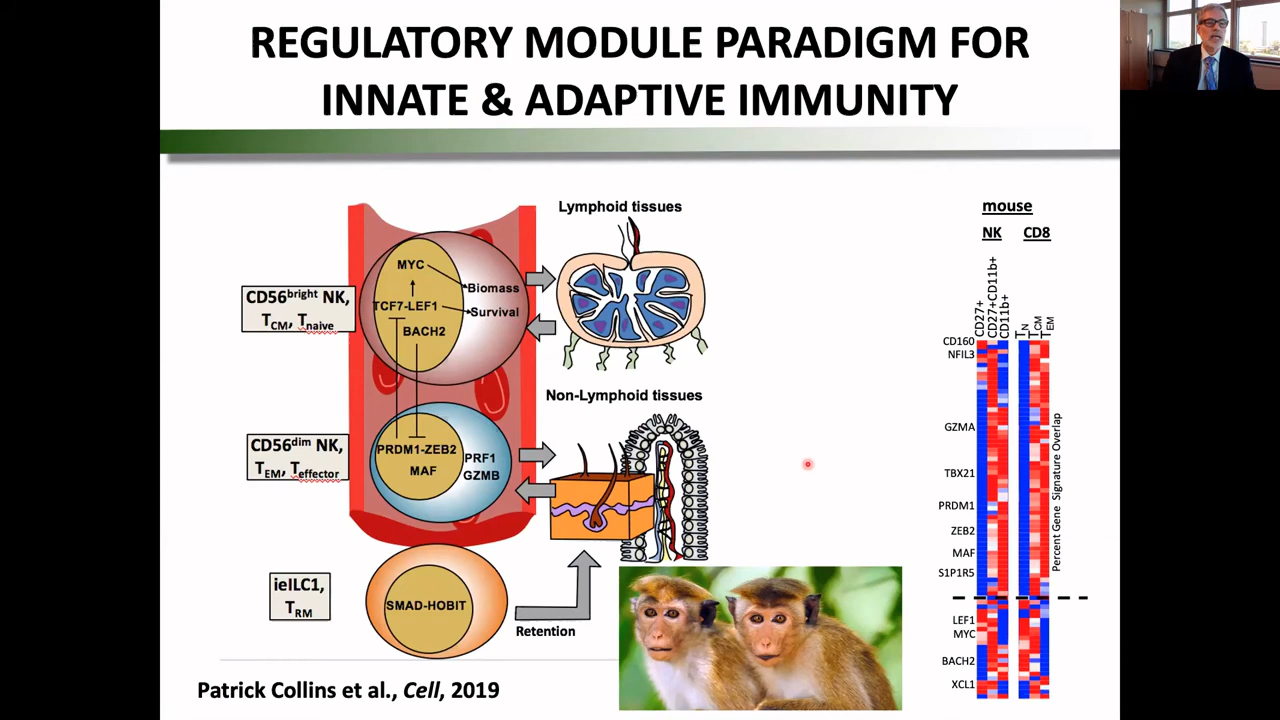 REGULATORY MODULE PARADIGM FOR
INNATE & ADAPTIVE IMMUNITY
CD56bright NK,
TCM, Tnaive
MYC
TCF7-LEF1
BACH2
Biomass
Survival
Lymphoid tissues
CD56dim NK,
TEM, Teffector
PRDM1-ZEB2
MAF
PRF1
GZMB
Non-Lymphoid tissues
ieILC1,
TRM
SMAD-HOBIT
Retention
Patrick Collins et al., Cell, 2019
mouse
NK CD8
CD27+
CD27+CD11b+
CD11b+
TN
TCM
TEM
CD160
NFIL3
GZMA
TBX21
PRDM1
ZEB2
MAF
S1P1R5
LEF1
MYC
BACH2
XCL1
Percent Gene Signature Overlap